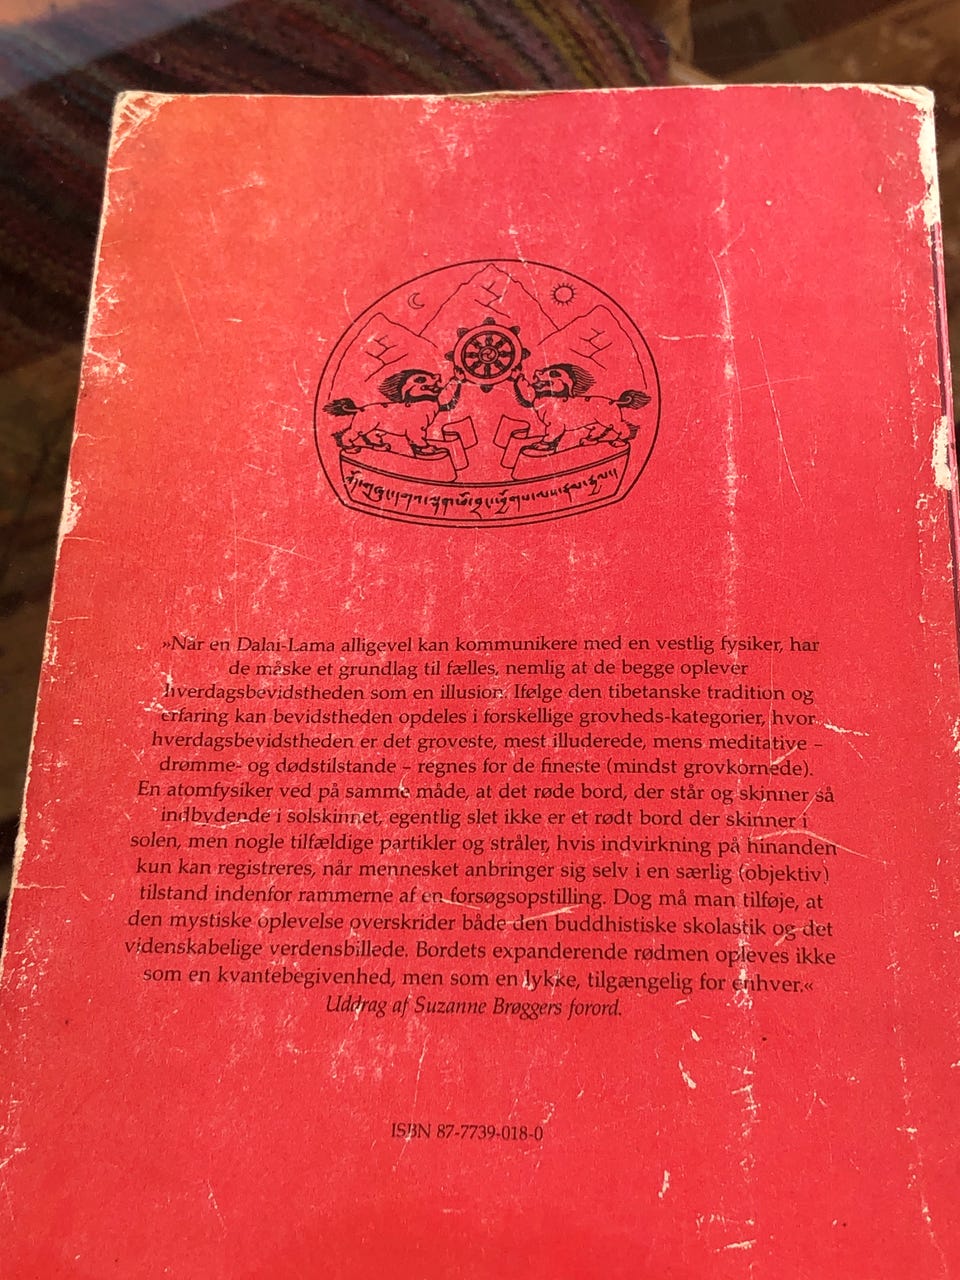 »Når en Dalai-Lama alligevel kan kommunikere med en vestlig fysiker, har
de måske et grundlag til fælles, nemlig at de begge oplever
hverdagsbevidstheden som en illusion. Ifølge den tibetanske tradition og
erfaring kan bevidstheden opdeles i forskellige grovheds-kategorier, hvor
hverdagsbevidstheden er det groveste, mest illuderede, mens meditative –
drømme- og dødstilstande – regnes for de fineste (mindst grovkornede).
En atomfysiker ved på samme måde, at det røde bord, der står og skinner så
indbydende i solskinnet, egentlig slet ikke er et rødt bord der skinner i
solen, men nogle tilfældige partikler og stråler, hvis indvirkning på hinanden
kun kan registreres, når mennesket anbringer sig selv i en særlig (objektiv)
tilstand indenfor rammerne af en forsøgsopstilling. Dog må man tilføje, at
den mystiske oplevelse overskrider både den buddhistiske skolastik og det
videnskabelige verdensbillede. Bordets expanderende rødmen opleves ikke
som en kvantebegivenhed, men som en lykke, tilgængelig for enhver.«
Uddrag af Suzanne Brøggers forord.
ISBN 87-7739-018-0